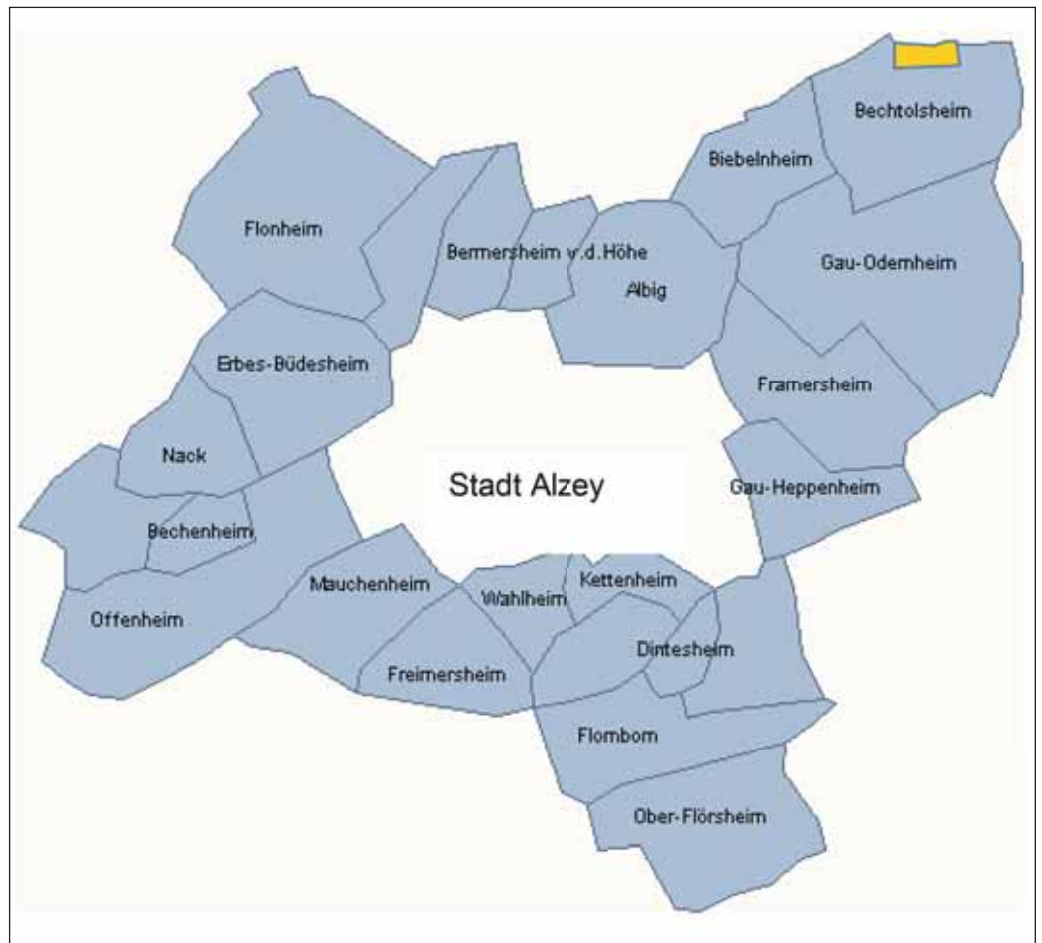 Bechtolsheim
Biebelnheim
Flonheim
Bermersheim v.d.Höhe
Gau-Odernheim
Albig
Erbes-Büdesheim
Framersheim
Nack
Stadt Alzey
Gau-Heppenheim
Bechenheim
Mauchenheim
Kettenheim
Wahlheim
Offenheim
Dintesheim
Freimersheim
Flomborn
Ober-Flörsheim